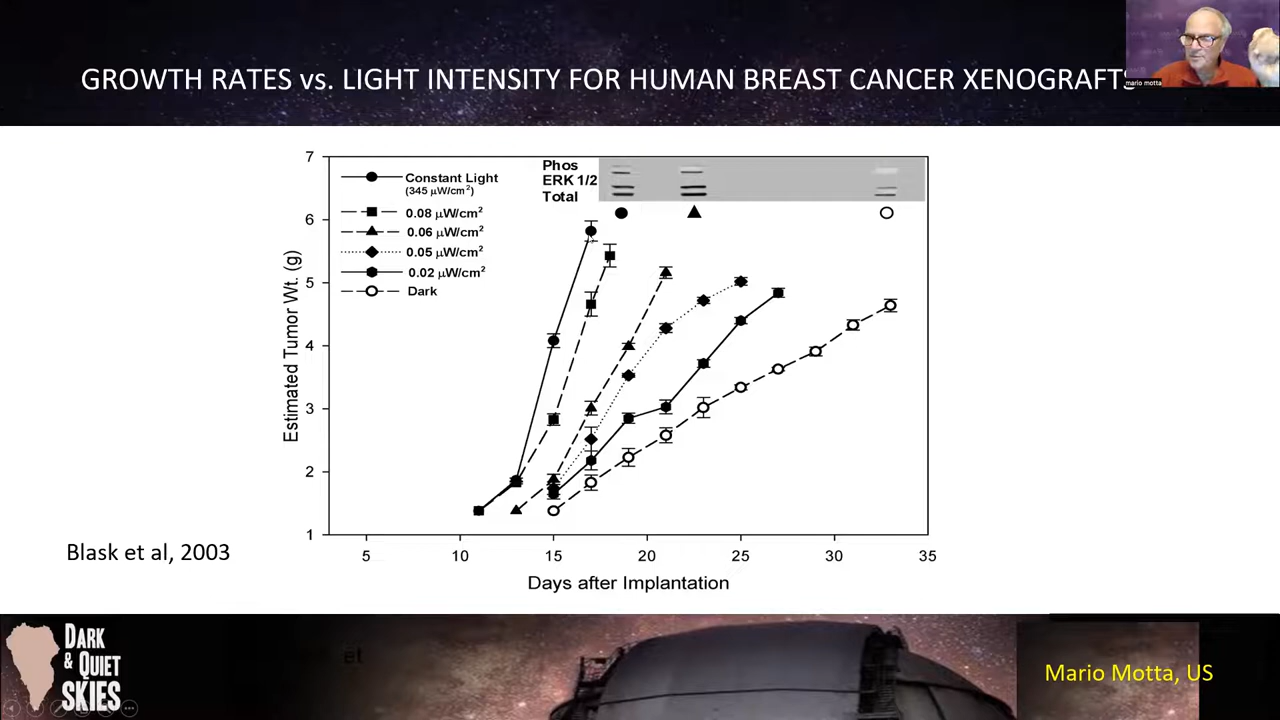 GROWTH RATES vs. LIGHT INTENSITY FOR HUMAN BREAST CANCER XENOGRAFTS
mario motta
7
6
5
4
3
2
1
Estimated Tumor Wt. (g)
Constant Light
(345 μW/cm²)
0.08 μW/cm²
0.06 μW/cm²
0.05 μW/cm²
0.02 μW/cm²
Dark
Phos
ERK 1/2
Total
5 10 15 20 25 30 35
Days after Implantation
Blask et al, 2003
DARK
& QUIET
SKIES
et
Mario Motta, US